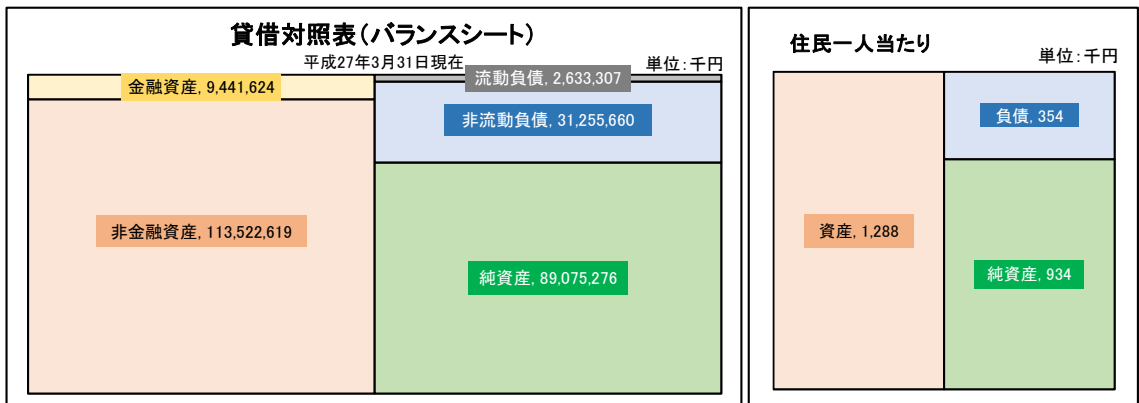 貸借対照表(バランスシート)
平成27年3月31日現在
単位:千円
金融資産, 9,441,624
流動負債, 2,633,307
非流動負債, 31,255,660
非金融資産, 113,522,619
純資産, 89,075,276
住民一人当たり
単位:千円
負債, 354
資産, 1,288
純資産, 934